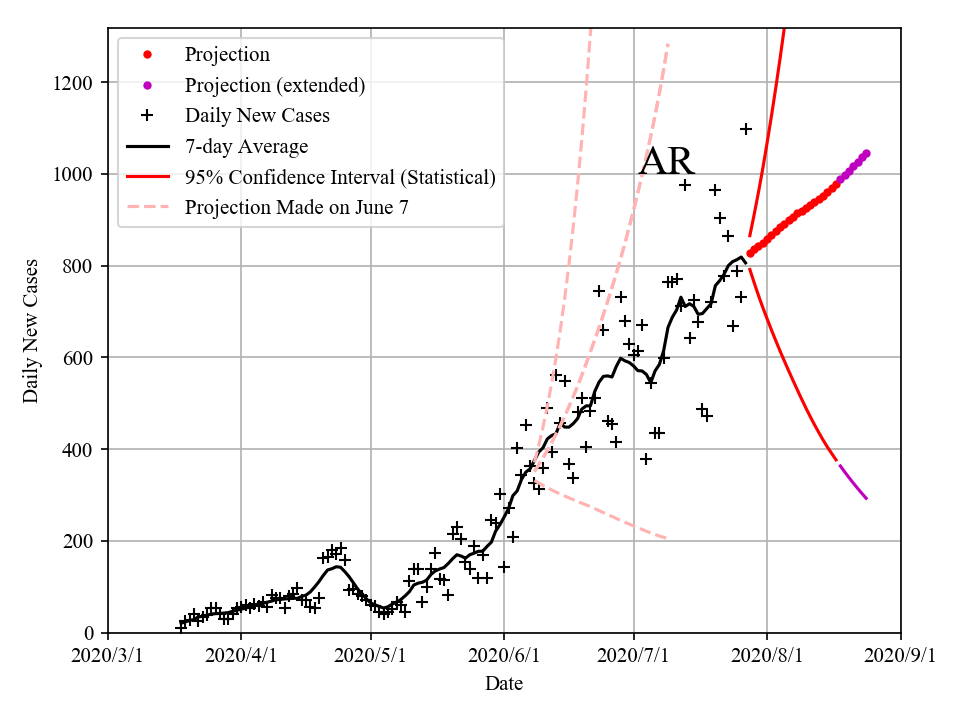 Projection
Projection (extended)
Daily New Cases
7-day Average
95% Confidence Interval (Statistical)
Projection Made on June 7
AR
1200
1000
800
600
400
200
0
Daily New Cases
2020/3/1 2020/4/1 2020/5/1 2020/6/1 2020/7/1 2020/8/1 2020/9/1
Date